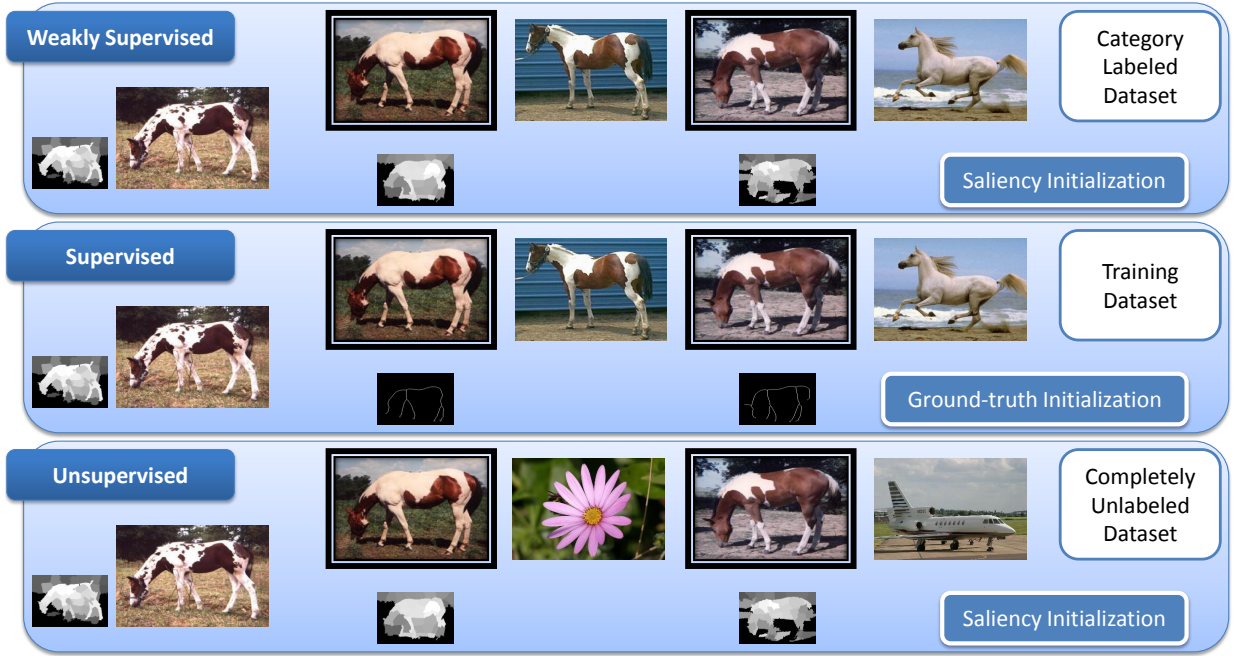 Weakly Supervised
Category
Labeled
Dataset
Saliency Initialization
Supervised
Training
Dataset
Ground-truth Initialization
Unsupervised
Completely
Unlabeled
Dataset
Saliency Initialization